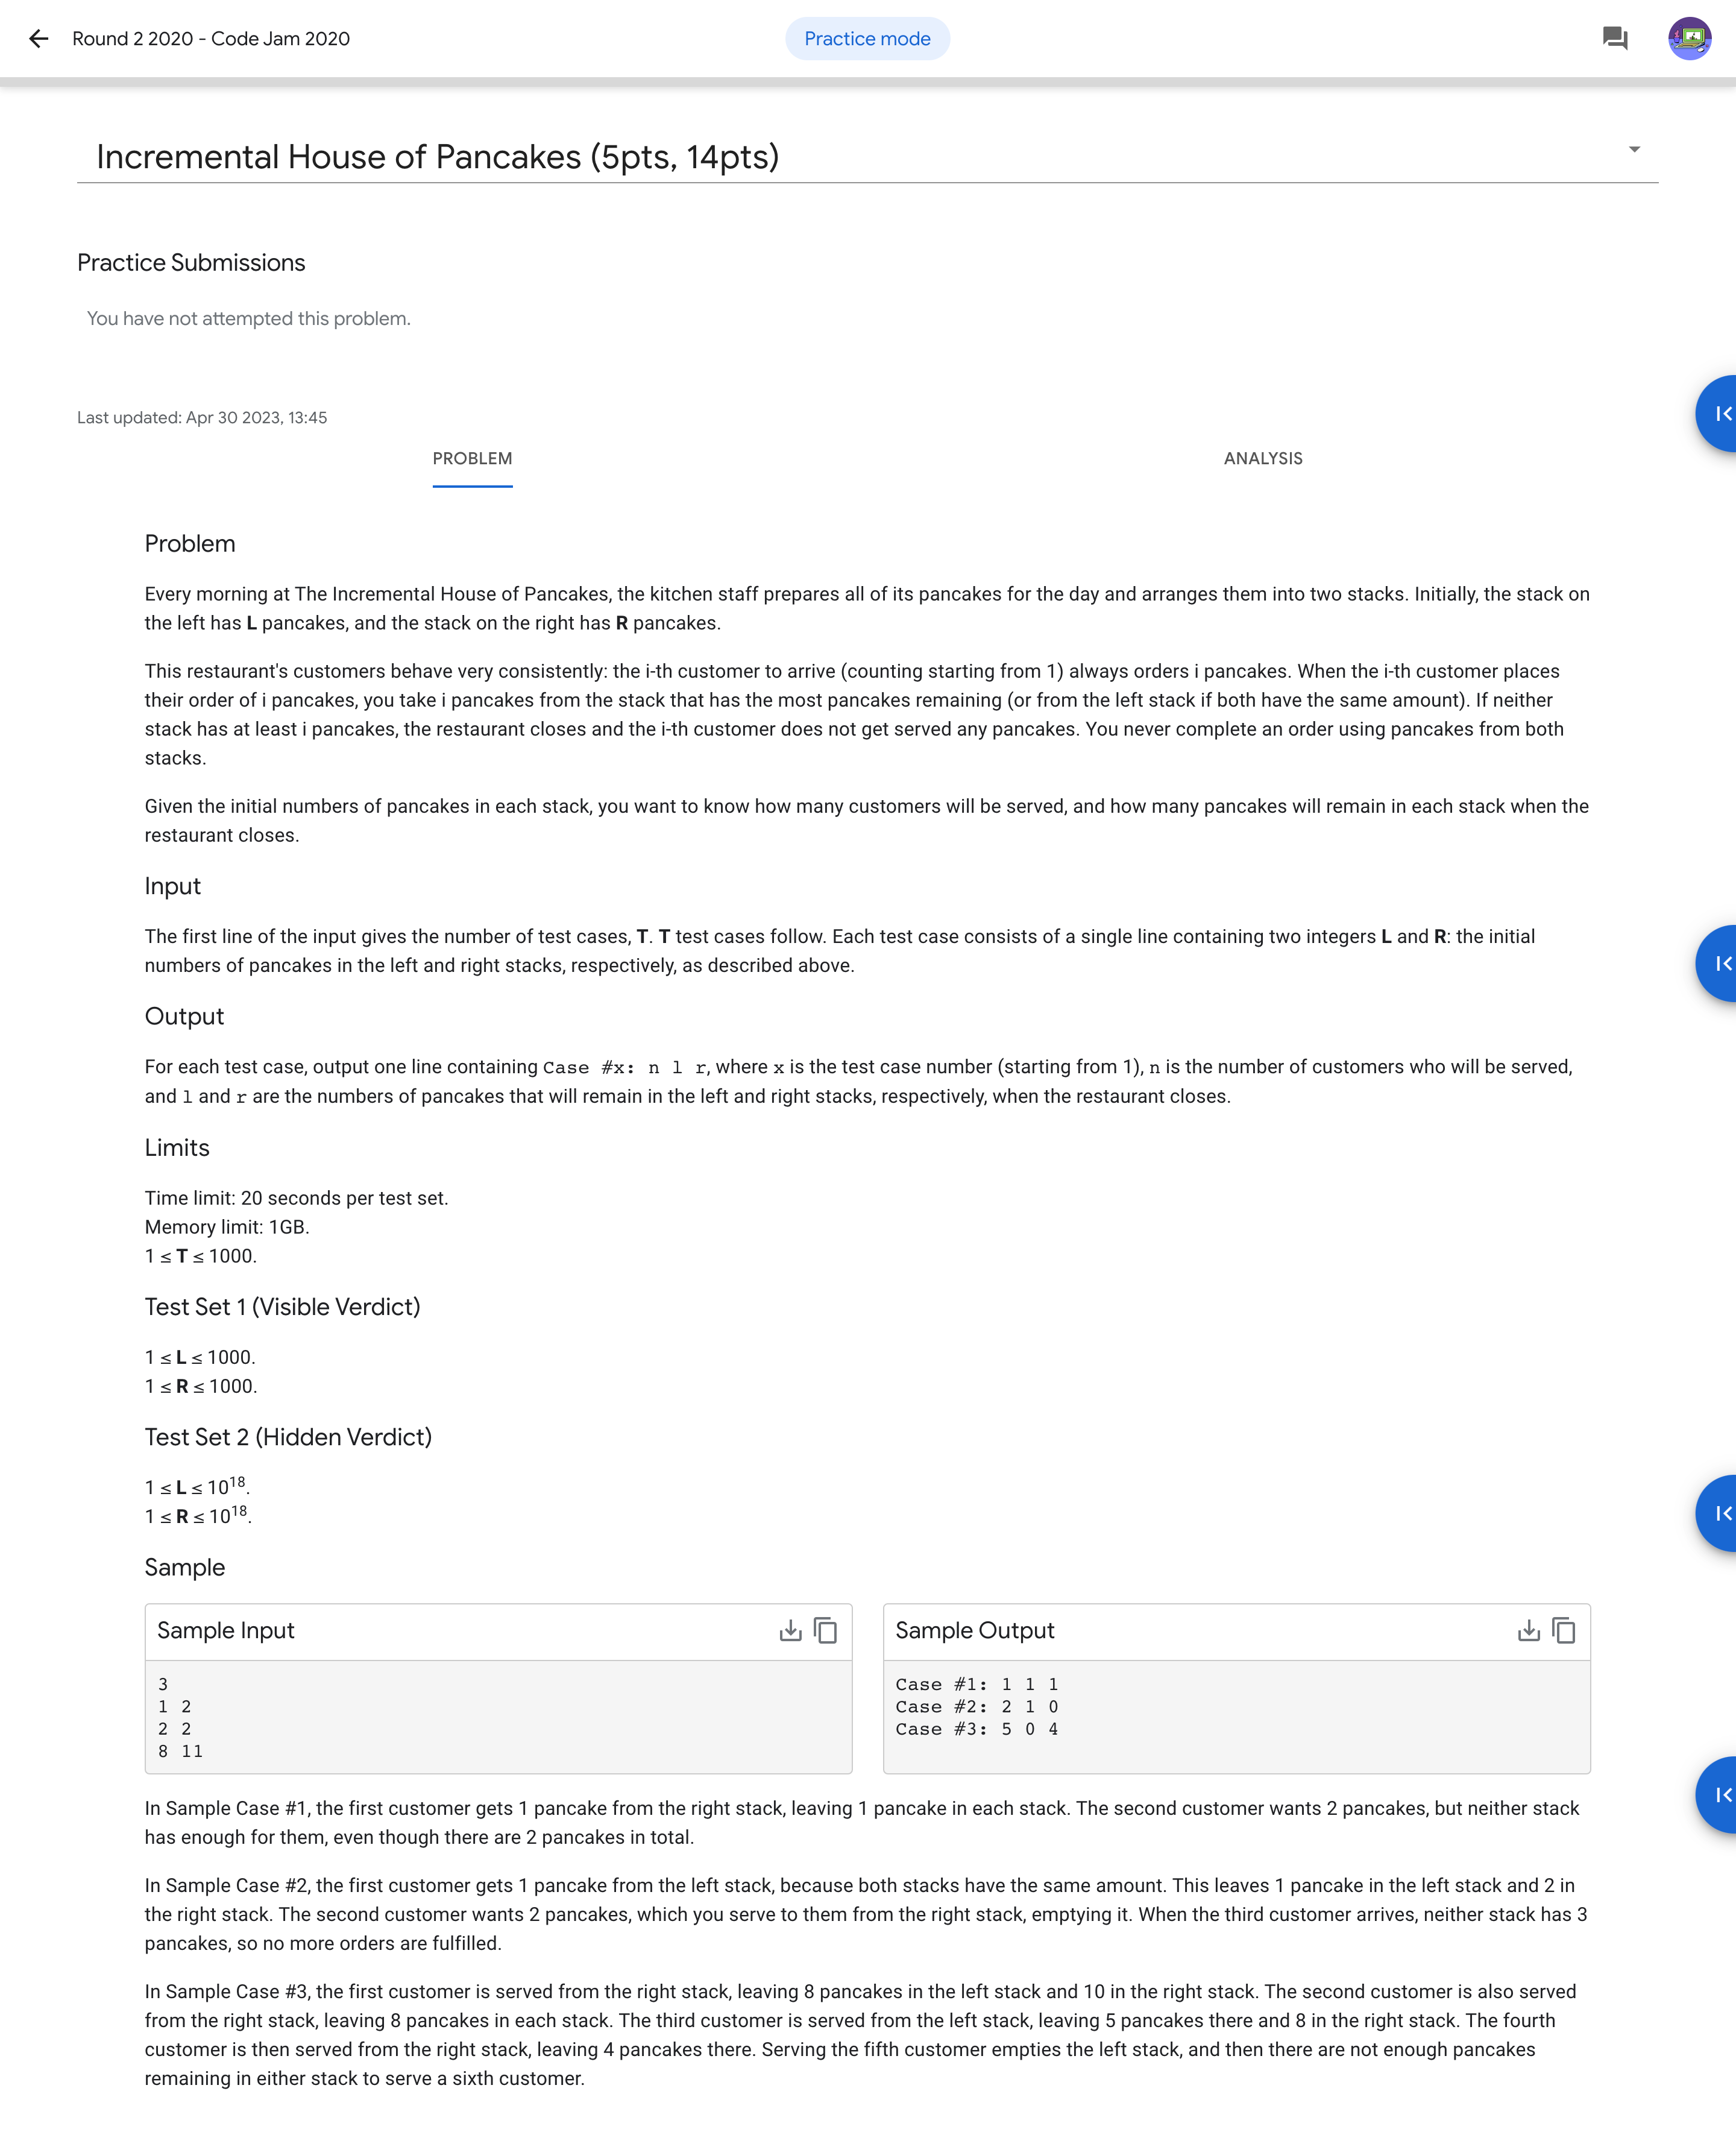 Round 2 2020 - Code Jam 2020
Practice mode
Incremental House of Pancakes (5pts, 14pts)
Practice Submissions
You have not attempted this problem.
Last updated: Apr 30 2023, 13:45
PROBLEM
ANALYSIS
Problem
Every morning at The Incremental House of Pancakes, the kitchen staff prepares all of its pancakes for the day and arranges them into two stacks. Initially, the stack on
the left has L pancakes, and the stack on the right has R pancakes.
This restaurant's customers behave very consistently: the i-th customer to arrive (counting starting from 1) always orders i pancakes. When the i-th customer places
their order of i pancakes, you take i pancakes from the stack that has the most pancakes remaining (or from the left stack if both have the same amount). If neither
stack has at least i pancakes, the restaurant closes and the i-th customer does not get served any pancakes. You never complete an order using pancakes from both
stacks.
Given the initial numbers of pancakes in each stack, you want to know how many customers will be served, and how many pancakes will remain in each stack when the
restaurant closes.
Input
The first line of the input gives the number of test cases, T. T test cases follow. Each test case consists of a single line containing two integers L and R: the initial
numbers of pancakes in the left and right stacks, respectively, as described above.
Output
For each test case, output one line containing Case #x: n l r, where x is the test case number (starting from 1), n is the number of customers who will be served,
and l and r are the numbers of pancakes that will remain in the left and right stacks, respectively, when the restaurant closes.
Limits
Time limit: 20 seconds per test set.
Memory limit: 1GB.
1 ≤ T ≤ 1000.
Test Set 1 (Visible Verdict)
1 ≤ L ≤ 1000.
1 ≤ R ≤ 1000.
Test Set 2 (Hidden Verdict)
1 ≤ L ≤ 10^18.
1 ≤ R ≤ 10^18.
Sample
Sample Input
3
1 2
2 2
8 11
Sample Output
Case #1: 1 1 1
Case #2: 2 1 0
Case #3: 5 0 4
In Sample Case #1, the first customer gets 1 pancake from the right stack, leaving 1 pancake in each stack. The second customer wants 2 pancakes, but neither stack
has enough for them, even though there are 2 pancakes in total.
In Sample Case #2, the first customer gets 1 pancake from the left stack, because both stacks have the same amount. This leaves 1 pancake in the left stack and 2 in
the right stack. The second customer wants 2 pancakes, which you serve to them from the right stack, emptying it. When the third customer arrives, neither stack has 3
pancakes, so no more orders are fulfilled.
In Sample Case #3, the first customer is served from the right stack, leaving 8 pancakes in the left stack and 10 in the right stack. The second customer is also served
from the right stack, leaving 8 pancakes in each stack. The third customer is served from the left stack, leaving 5 pancakes there and 8 in the right stack. The fourth
customer is then served from the right stack, leaving 4 pancakes there. Serving the fifth customer empties the left stack, and then there are not enough pancakes
remaining in either stack to serve a sixth customer.